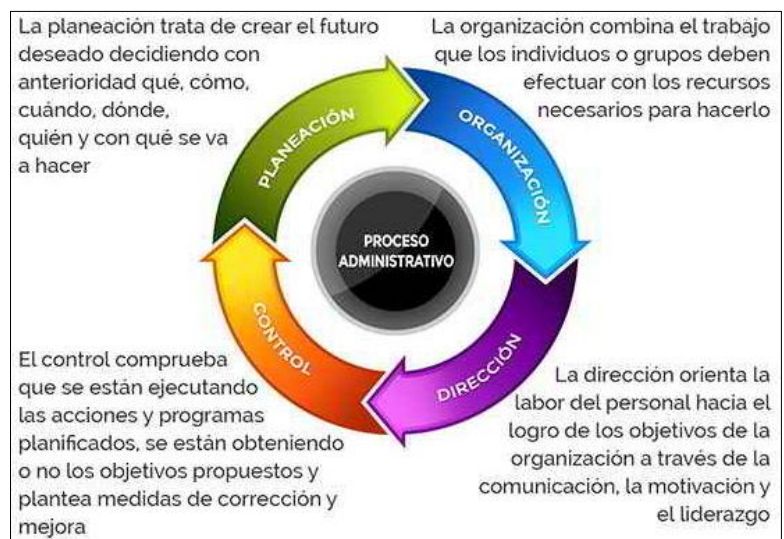 La planeación trata de crear el futuro
deseado decidiendo con
anterioridad qué, cómo,
cuándo, dónde,
quién y con qué se va
a hacer
La organización combina el trabajo
que los individuos o grupos deben
efectuar con los recursos
necesarios para hacerlo
PLANEACIÓN
ORGANIZACIÓN
PROCESO
ADMINISTRATIVO
CONTROL
DIRECCIÓN
El control comprueba
que se están ejecutando
las acciones y programas
planificados, se están obteniendo
o no los objetivos propuestos y
plantea medidas de corrección y
mejora
La dirección orienta la
labor del personal hacia el
logro de los objetivos de la
organización a través de la
comunicación, la motivación y
el liderazgo